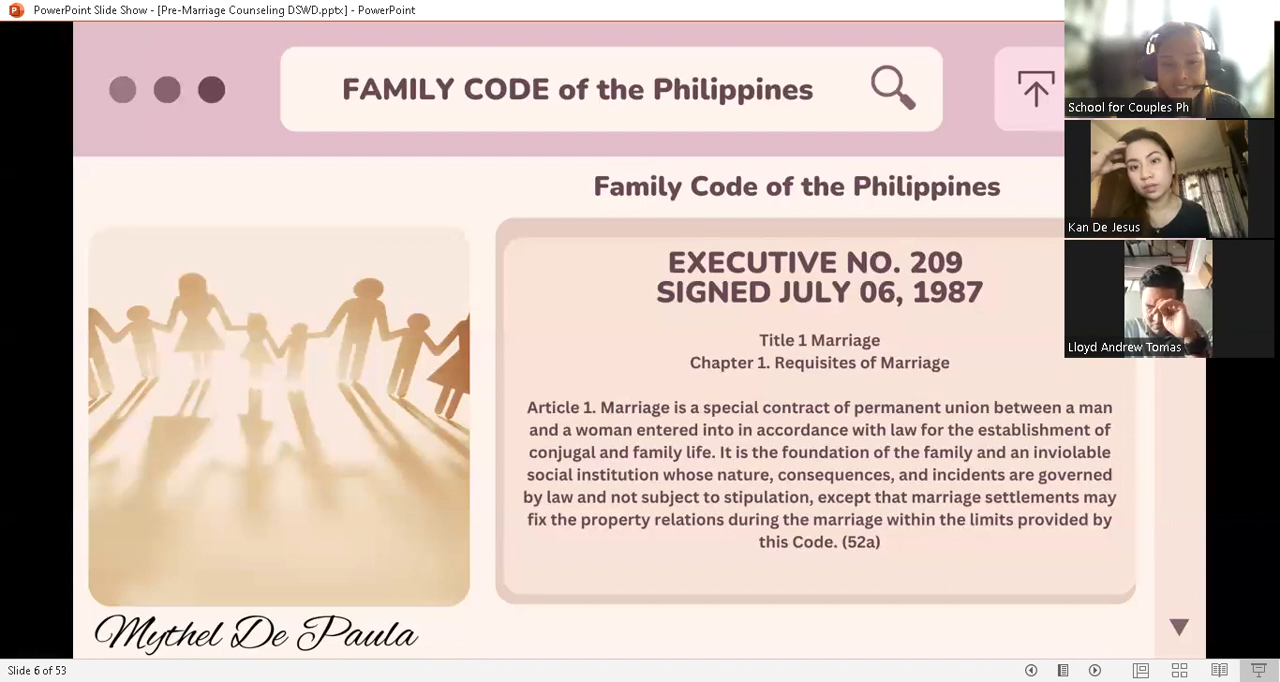 PowerPoint Slide Show - [Pre-Marriage Counseling DSWD.pptx] - PowerPoint
FAMILY CODE of the Philippines
School for Couples Ph
Family Code of the Philippines
Kan De Jesus
EXECUTIVE NO. 209
SIGNED JULY 06, 1987
Lloyd Andrew Tomas
Title 1 Marriage
Chapter 1. Requisites of Marriage
Article 1. Marriage is a special contract of permanent union between a man
and a woman entered into in accordance with law for the establishment of
conjugal and family life. It is the foundation of the family and an inviolable
social institution whose nature, consequences, and incidents are governed
by law and not subject to stipulation, except that marriage settlements may
fix the property relations during the marriage within the limits provided by
this Code. (52a)
Mythel De Paula
Slide 6 of 53